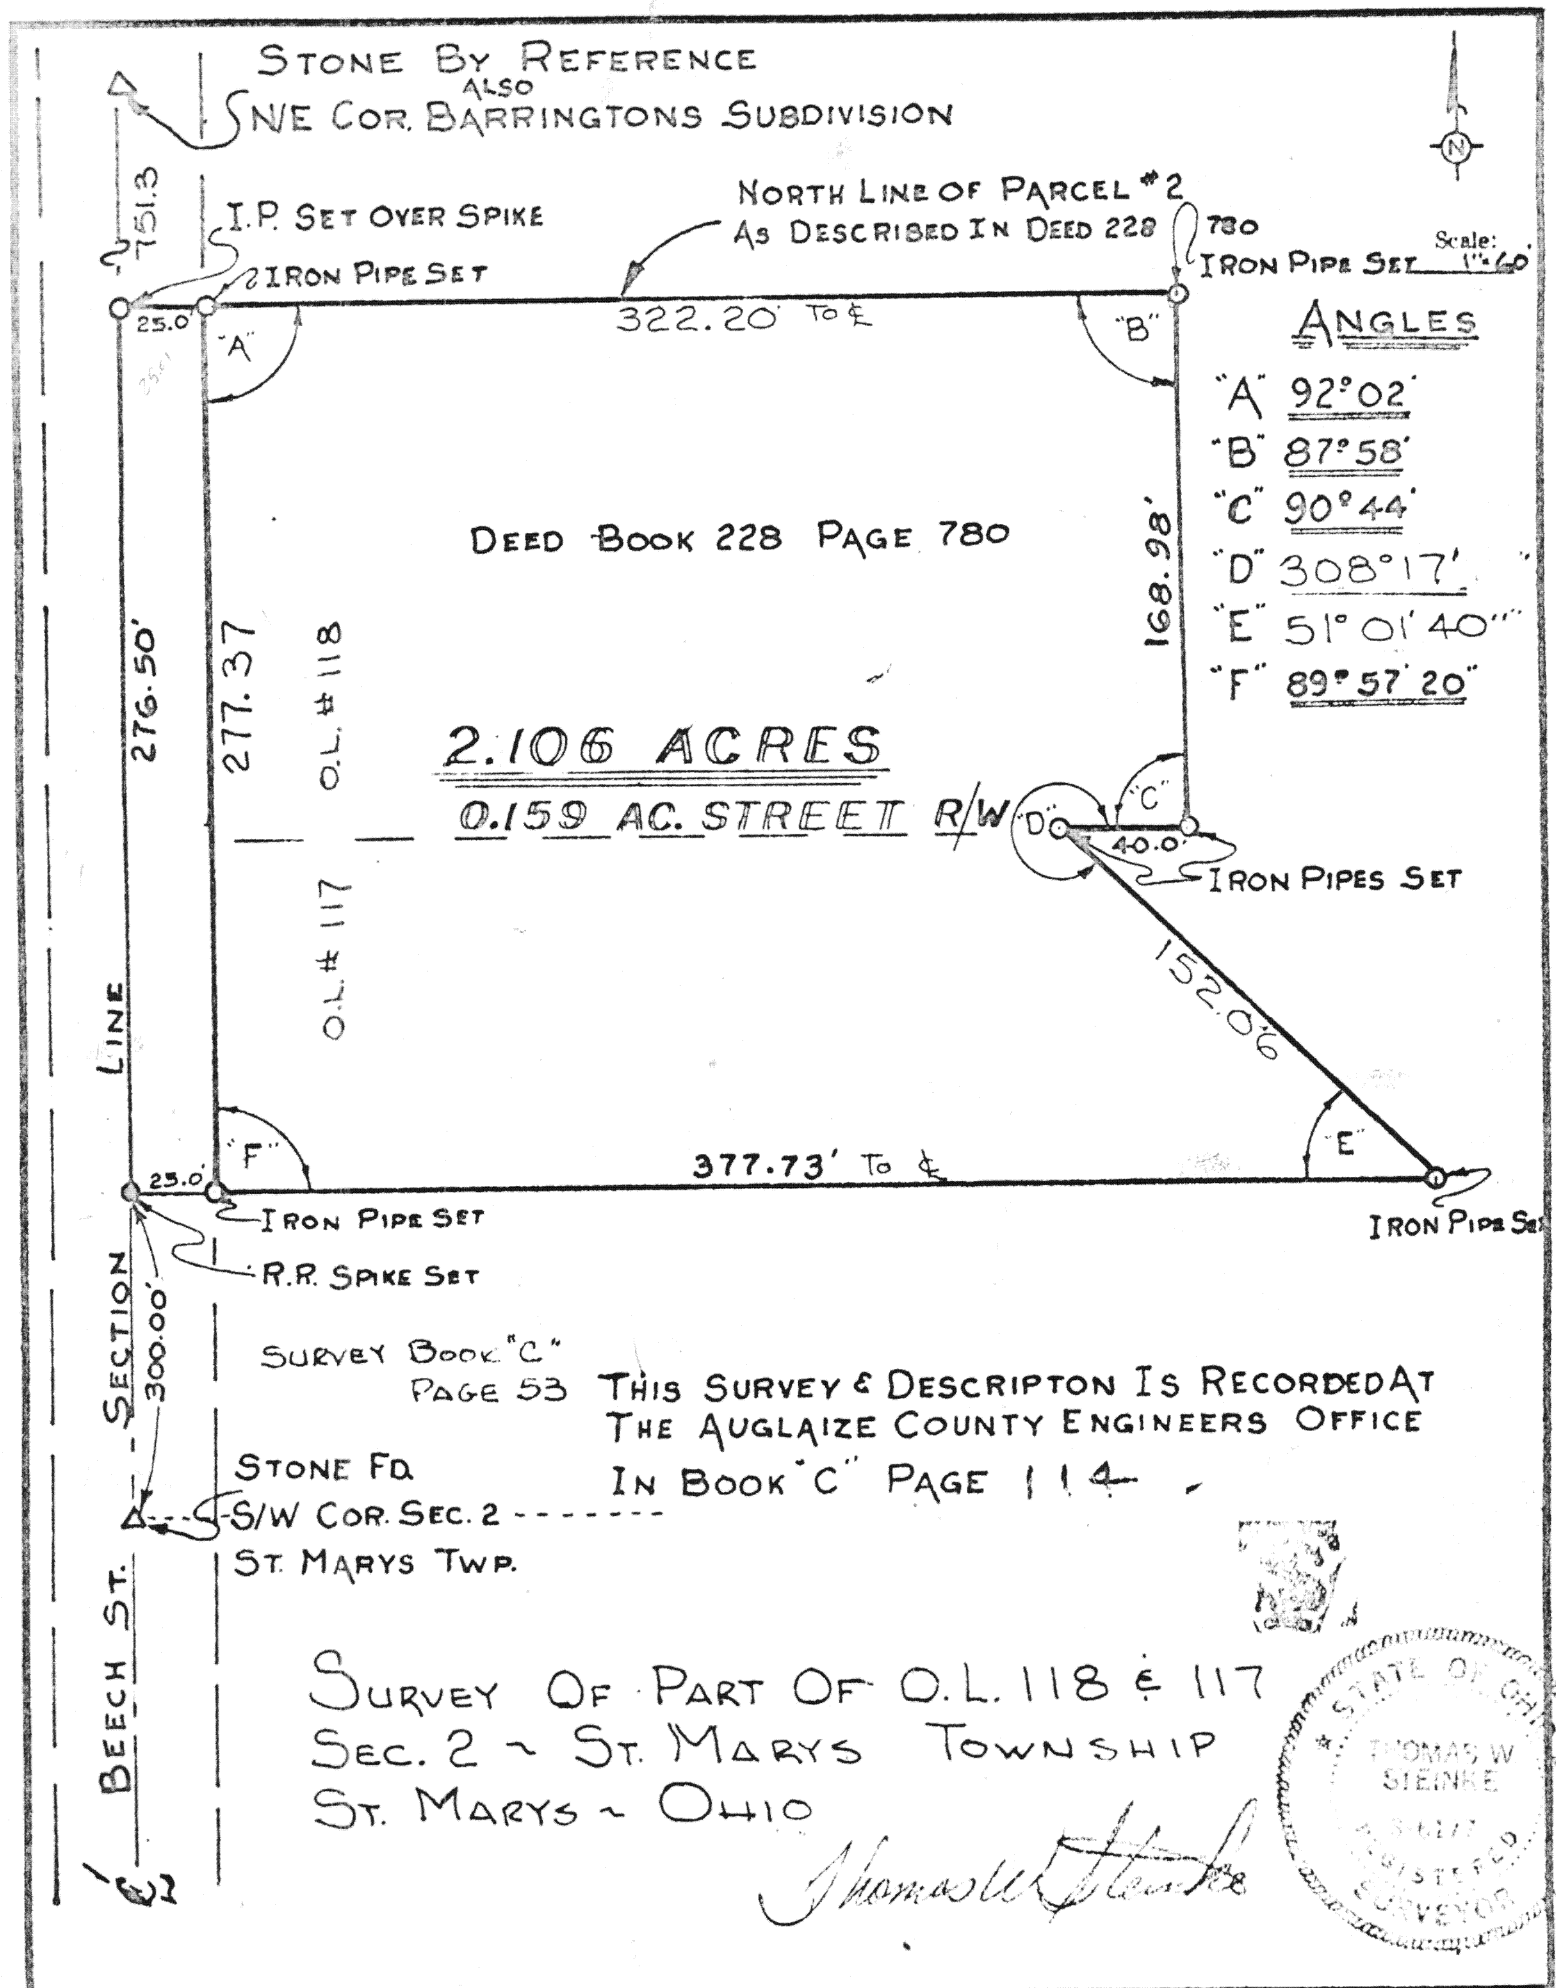 STONE BY REFERENCE
ALSO
N/E COR. BARRINGTONS SUBDIVISION
751.3
I.P. SET OVER SPIKE
IRON PIPE SET
NORTH LINE OF PARCEL #2
AS DESCRIBED IN DEED 228 780
IRON PIPE SET
N
Scale:
1"=60'
25.0'
322.20' TO ℄
"A"
"B"
ANGLES
"A" 92°02'
"B" 87°58'
"C" 90°44'
"D" 308°17'
"E" 51°01'40"
"F" 89°57'20"
DEED BOOK 228 PAGE 780
168.98'
276.50'
277.37
O.L. #118
2.106 ACRES
0.159 AC. STREET R/W
"D"
"C"
40.0'
IRON PIPES SET
O.L. #117
152.06
LINE
"F"
"E"
25.0'
377.73' TO ℄
IRON PIPE SET
IRON PIPE SET
R.R. SPIKE SET
SECTION
300.00'
SURVEY BOOK "C"
PAGE 53
THIS SURVEY & DESCRIPTON IS RECORDED AT
THE AUGLAIZE COUNTY ENGINEERS OFFICE
IN BOOK "C" PAGE 114
STONE FD.
S/W COR. SEC. 2
ST. MARYS TWP.
BEECH ST.
℄
SURVEY OF PART OF O.L. 118 & 117
SEC. 2 ~ ST. MARYS TOWNSHIP
ST. MARYS ~ OHIO
Thomas W Steinke
STATE OF OHI
THOMAS W
STEINKE
REGISTERED
SURVEYOR